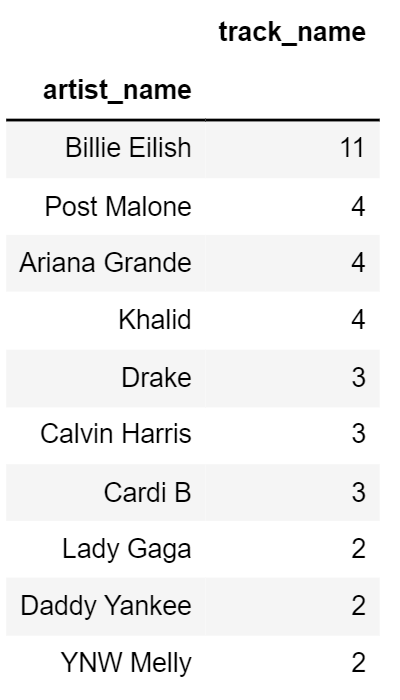 track_name
artist_name
Billie Eilish 11
Post Malone 4
Ariana Grande 4
Khalid 4
Drake 3
Calvin Harris 3
Cardi B 3
Lady Gaga 2
Daddy Yankee 2
YNW Melly 2